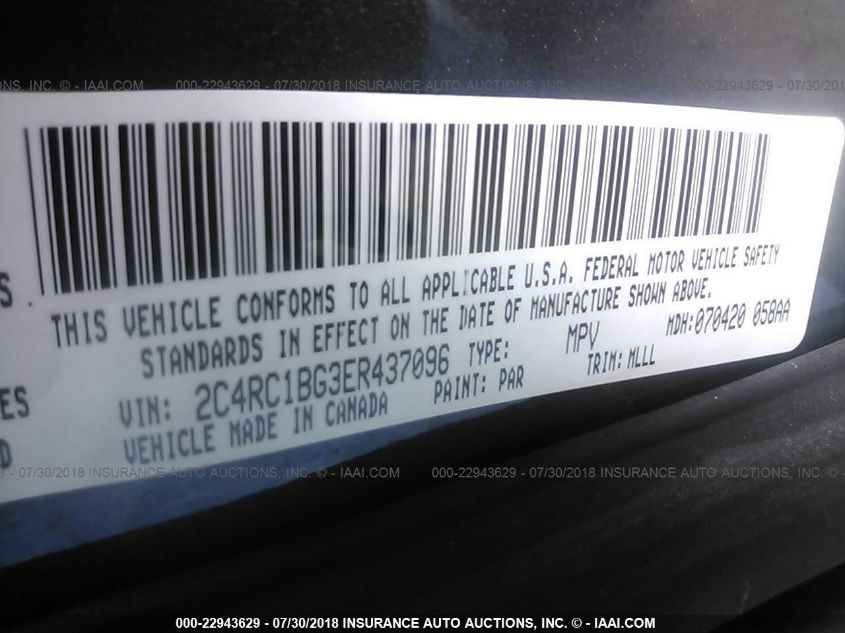 INC. © - IAAI.COM 000-22943629 - 07/30/2018 INSURANCE AUTO AUCTIONS, INC. © - IAAI.COM 000-22943629 - 07/30/2018
S
THIS VEHICLE CONFORMS TO ALL APPLICABLE U.S.A. FEDERAL MOTOR VEHICLE SAFETY
STANDARDS IN EFFECT ON THE DATE OF MANUFACTURE SHOWN ABOVE.
MDH:070420 058AA
ES
VIN: 2C4RC1BG3ER437096 TYPE: MPV TRIM:MLLL
D
VEHICLE MADE IN CANADA PAINT: PAR
07/30/2018 INSURANCE AUTO AUCTIONS, INC. © - IAAI.COM 000-22943629 - 07/30/2018 INSURANCE AUTO AUCTIONS, INC. © - IAAI.COM
000-22943629 - 07/30/2018 INSURANCE AUTO AUCTIONS, INC. © - IAAI.COM